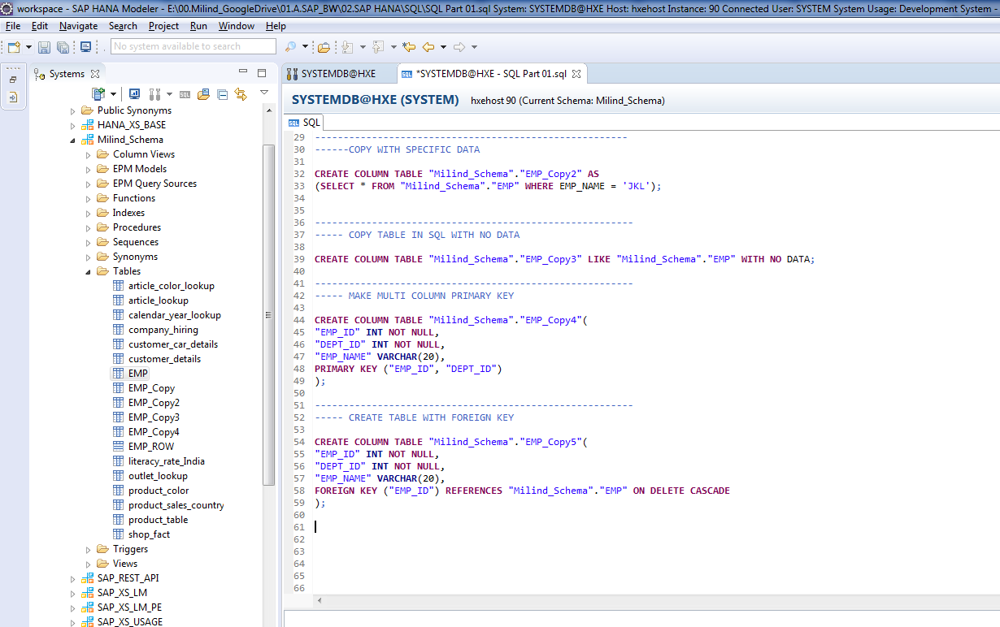 workspace - SAP HANA Modeler - E:\00.Milind_GoogleDrive\01.A.SAP_BW\02.SAP HANA\SQL\SQL Part 01.sql System: SYSTEMDB@HXE Host: hxehost Instance: 90 Connected User: SYSTEM System Usage: Development System -
File Edit Navigate Search Project Run Window Help
No system available to search
Systems
Public Synonyms
HANA_XS_BASE
Milind_Schema
Column Views
EPM Models
EPM Query Sources
Functions
Indexes
Procedures
Sequences
Synonyms
Tables
article_color_lookup
article_lookup
calendar_year_lookup
company_hiring
customer_car_details
customer_details
EMP
EMP_Copy
EMP_Copy2
EMP_Copy3
EMP_Copy4
EMP_ROW
literacy_rate_India
outlet_lookup
product_color
product_sales_country
product_table
shop_fact
Triggers
Views
SAP_REST_API
SAP_XS_LM
SAP_XS_LM_PE
SAP_XS_USAGE
SYSTEMDB@HXE
*SYSTEMDB@HXE - SQL Part 01.sql
SYSTEMDB@HXE (SYSTEM) hxehost 90 (Current Schema: Milind_Schema)
SQL
29 --------------------------------------------------------
30 ------COPY WITH SPECIFIC DATA
31
32 CREATE COLUMN TABLE "Milind_Schema"."EMP_Copy2" AS
33 (SELECT * FROM "Milind_Schema"."EMP" WHERE EMP_NAME = 'JKL');
34
35
36 ---------------------------------------------------------
37 ----- COPY TABLE IN SQL WITH NO DATA
38
39 CREATE COLUMN TABLE "Milind_Schema"."EMP_Copy3" LIKE "Milind_Schema"."EMP" WITH NO DATA;
40
41 ---------------------------------------------------------
42 ----- MAKE MULTI COLUMN PRIMARY KEY
43
44 CREATE COLUMN TABLE "Milind_Schema"."EMP_Copy4"(
45 "EMP_ID" INT NOT NULL,
46 "DEPT_ID" INT NOT NULL,
47 "EMP_NAME" VARCHAR(20),
48 PRIMARY KEY ("EMP_ID", "DEPT_ID")
49 );
50
51 ---------------------------------------------------------
52 ----- CREATE TABLE WITH FOREIGN KEY
53
54 CREATE COLUMN TABLE "Milind_Schema"."EMP_Copy5"(
55 "EMP_ID" INT NOT NULL,
56 "DEPT_ID" INT NOT NULL,
57 "EMP_NAME" VARCHAR(20),
58 FOREIGN KEY ("EMP_ID") REFERENCES "Milind_Schema"."EMP" ON DELETE CASCADE
59 );
60
61
62
63
64
65
66